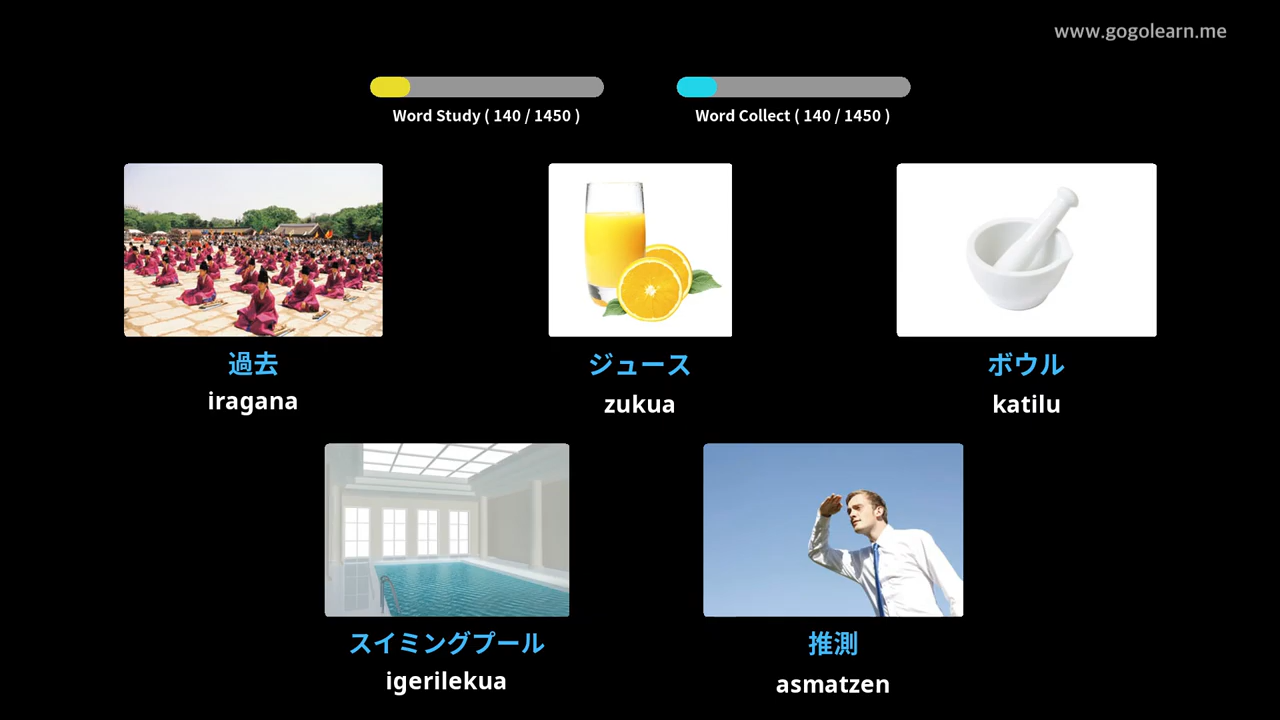 www.gogolearn.me
Word Study ( 140 / 1450 )
Word Collect ( 140 / 1450 )
過去
iragana
ジュース
zukua
ボウル
katilu
スイミングプール
igerilekua
推測
asmatzen